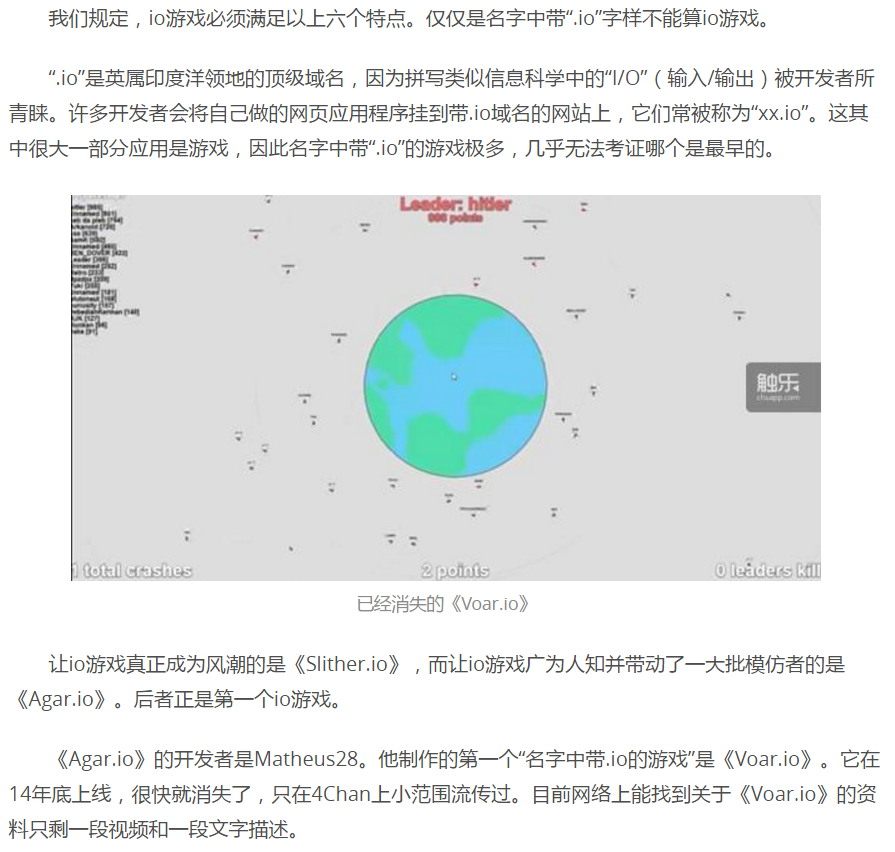 我们规定，io游戏必须满足以上六个特点。仅仅是名字中带“.io”字样不能算io游戏。
“.io”是英属印度洋领地的顶级域名，因为拼写类似信息科学中的“I/O”（输入/输出）被开发者所
青睐。许多开发者会将自己做的网页应用程序挂到带.io域名的网站上，它们常被称为“xx.io”。这其
中很大一部分应用是游戏，因此名字中带“.io”的游戏极多，几乎无法考证哪个是最早的。
Leader: hitler
998 points
触乐
chuapp.com
1 total crashes
2 points
0 leaders kill
已经消失的《Voar.io》
让io游戏真正成为风潮的是《Slither.io》，而让io游戏广为人知并带动了一大批模仿者的是
《Agar.io》。后者正是第一个io游戏。
《Agar.io》的开发者是Matheus28。他制作的第一个“名字中带.io的游戏”是《Voar.io》。它在
14年底上线，很快就消失了，只在4Chan上小范围流传过。目前网络上能找到关于《Voar.io》的资
料只剩一段视频和一段文字描述。